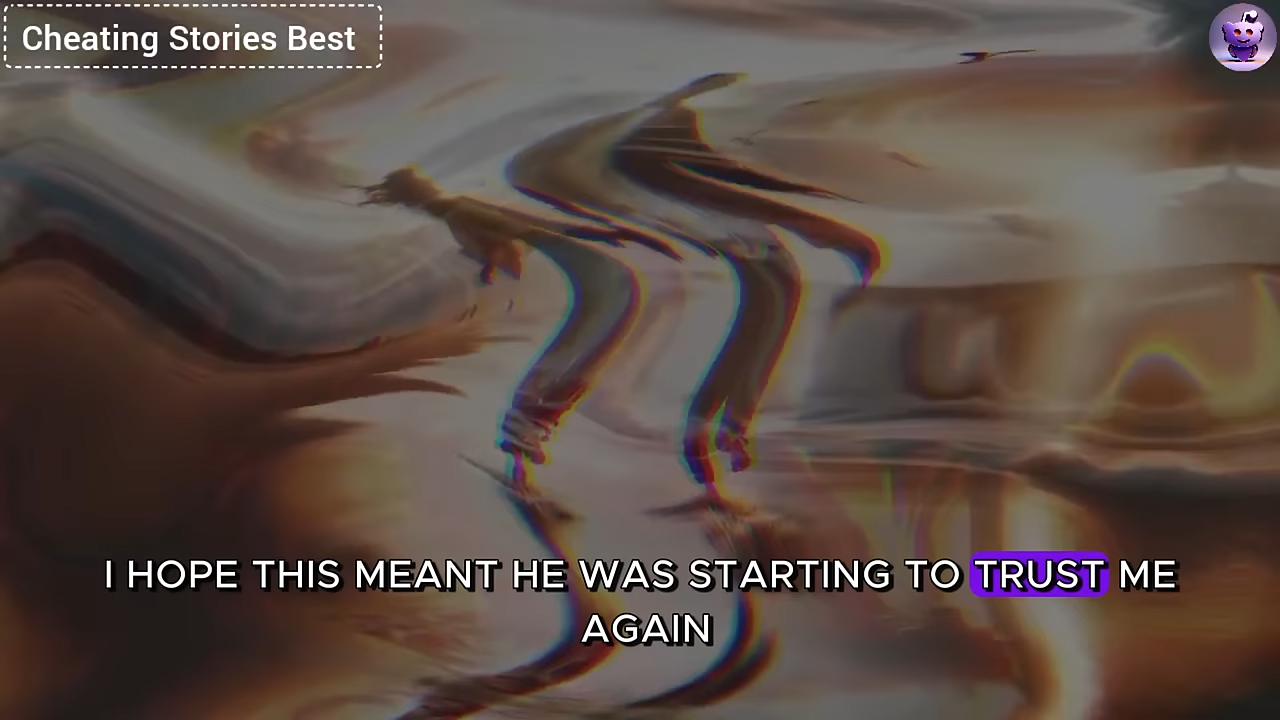 Cheating Stories Best
I HOPE THIS MEANT HE WAS STARTING TO TRUST ME
AGAIN